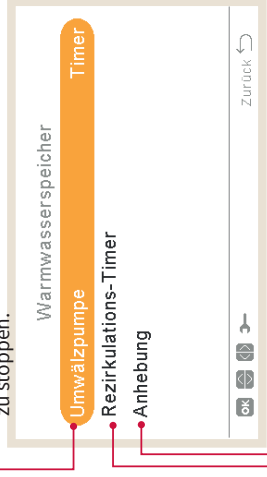 zu stoppen.
Warmwasserspeicher
Umwälzpumpe Timer
Rezirkulations-Timer
Anhebung
OK Zurück